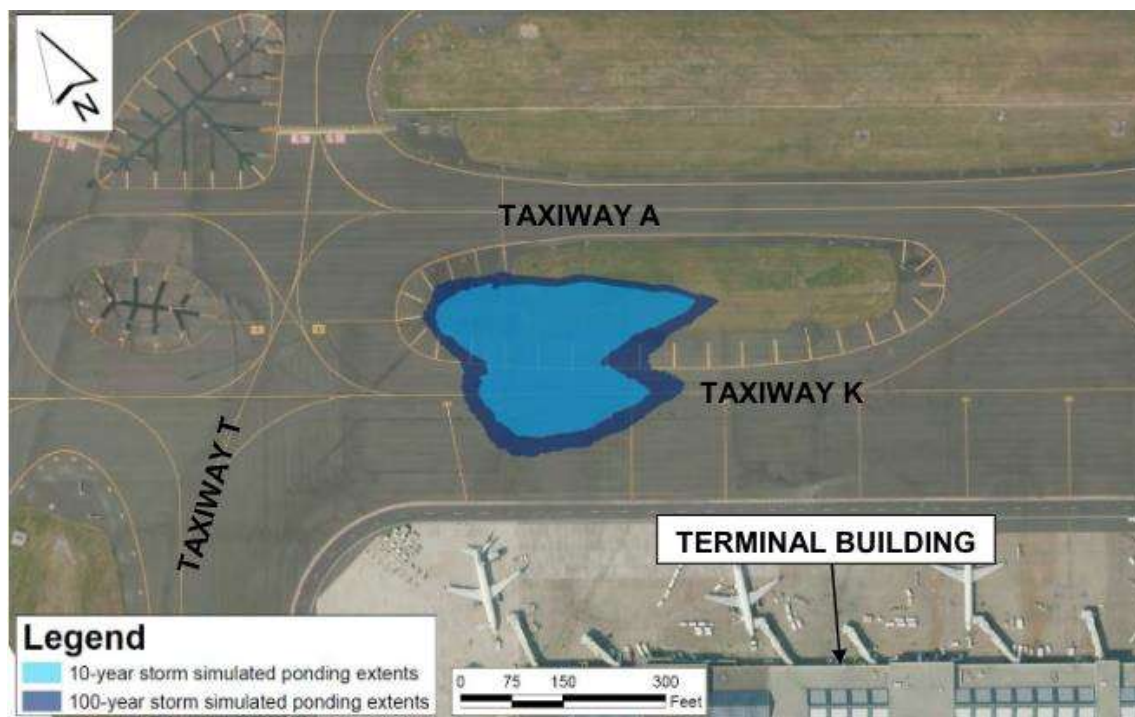 N
TAXIWAY A
TAXIWAY K
TAXIWAY T
TERMINAL BUILDING
Legend
10-year storm simulated ponding extents
100-year storm simulated ponding extents
0 75 150 300
Feet